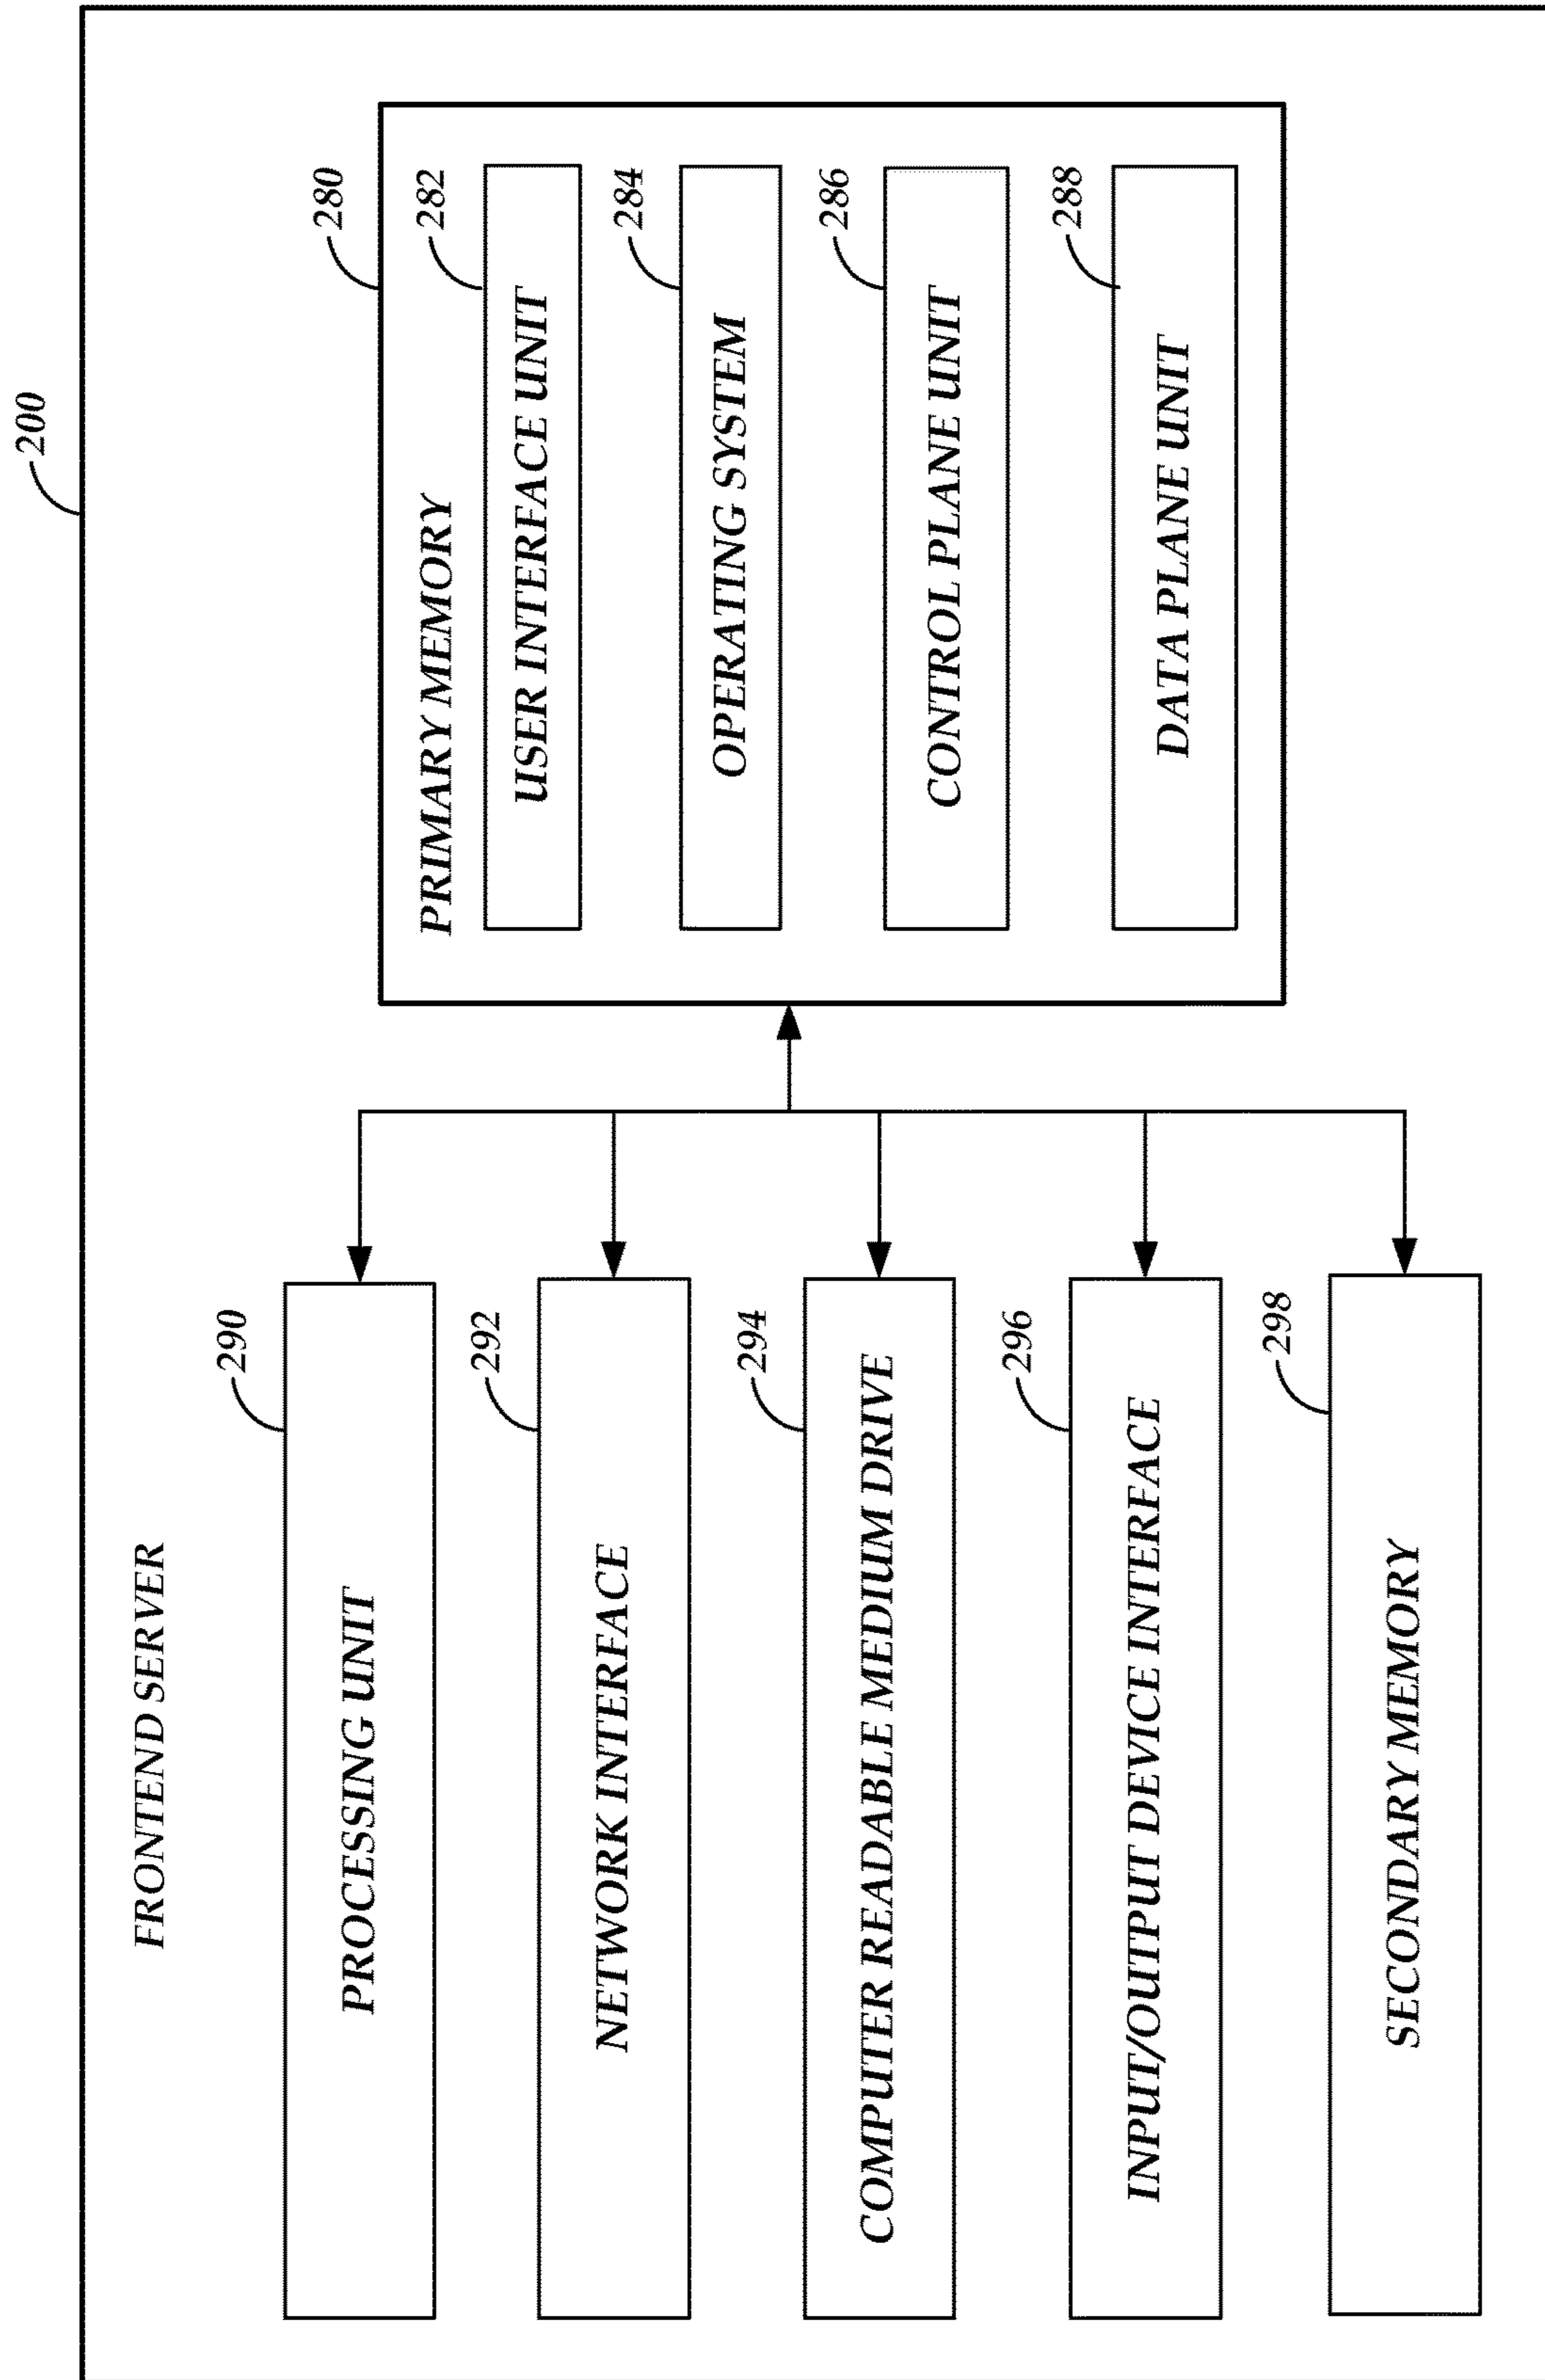 200
FRONTEND SERVER
290
PROCESSING UNIT
292
NETWORK INTERFACE
294
COMPUTER READABLE MEDIUM DRIVE
296
INPUT/OUTPUT DEVICE INTERFACE
298
SECONDARY MEMORY
280
PRIMARY MEMORY
282
USER INTERFACE UNIT
284
OPERATING SYSTEM
286
CONTROL PLANE UNIT
288
DATA PLANE UNIT